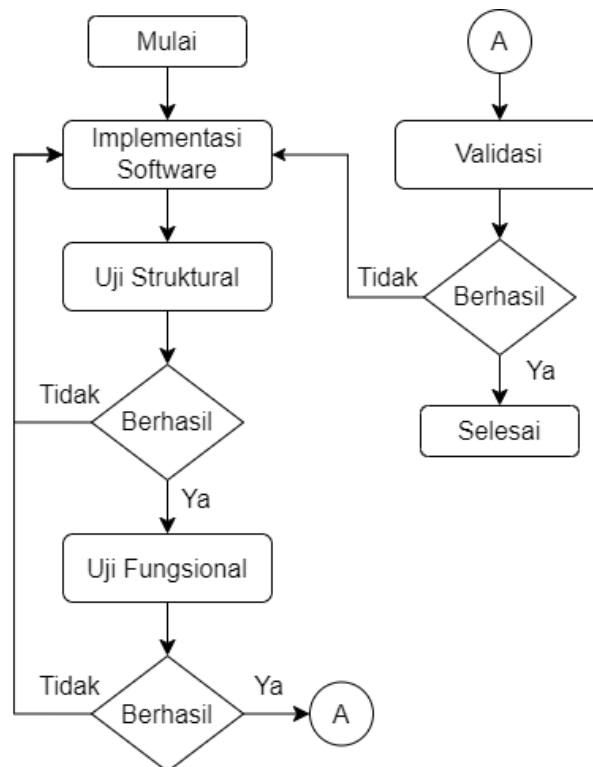 Mulai
Implementasi
Software
Uji Struktural
Tidak
Berhasil
Ya
Uji Fungsional
Tidak
Berhasil
Ya
A
A
Validasi
Tidak
Berhasil
Ya
Selesai